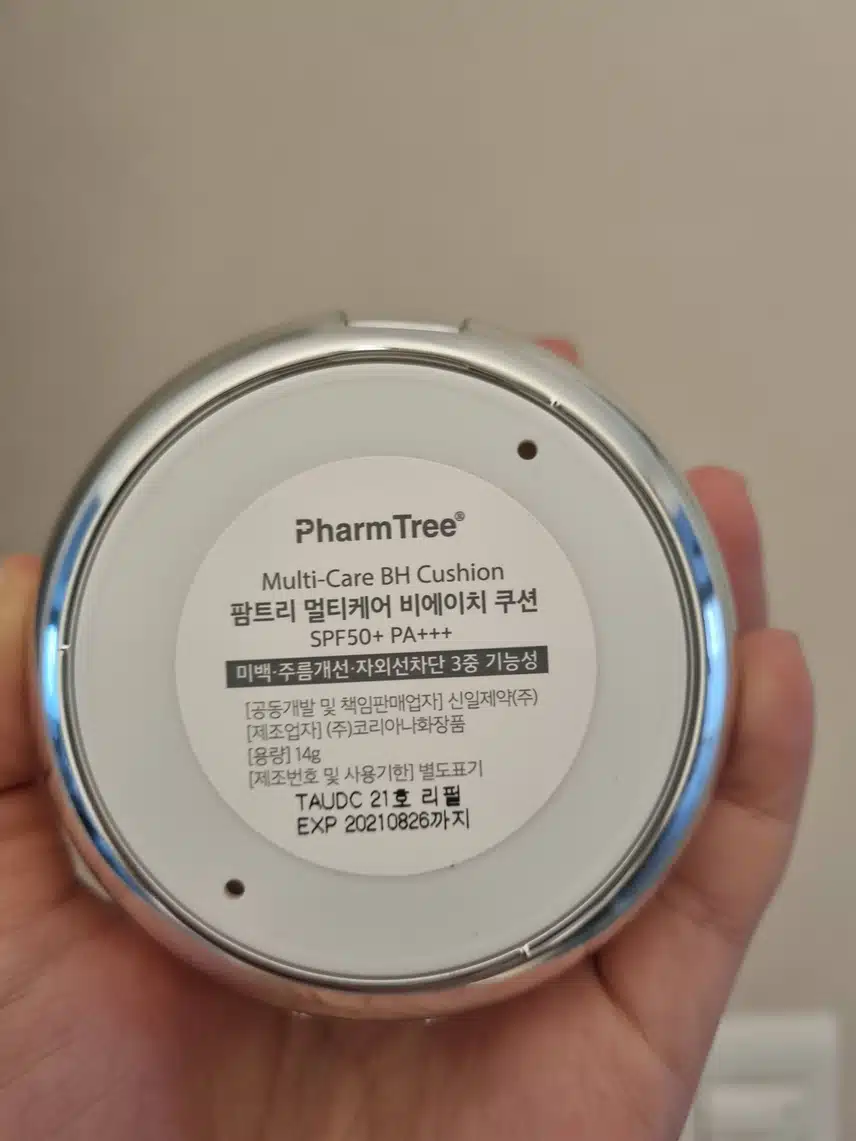 PharmTree®
Multi-Care BH Cushion
팜트리 멀티케어 비에이치 쿠션
SPF50+ PA+++
미백·주름개선·자외선차단 3중 기능성
[공동개발 및 책임판매업자] 신일제약(주)
[제조업자] (주)코리아나화장품
[용량] 14g
[제조번호 및 사용기한] 별도표기
TAUDC 21호 리필
EXP 20210826까지